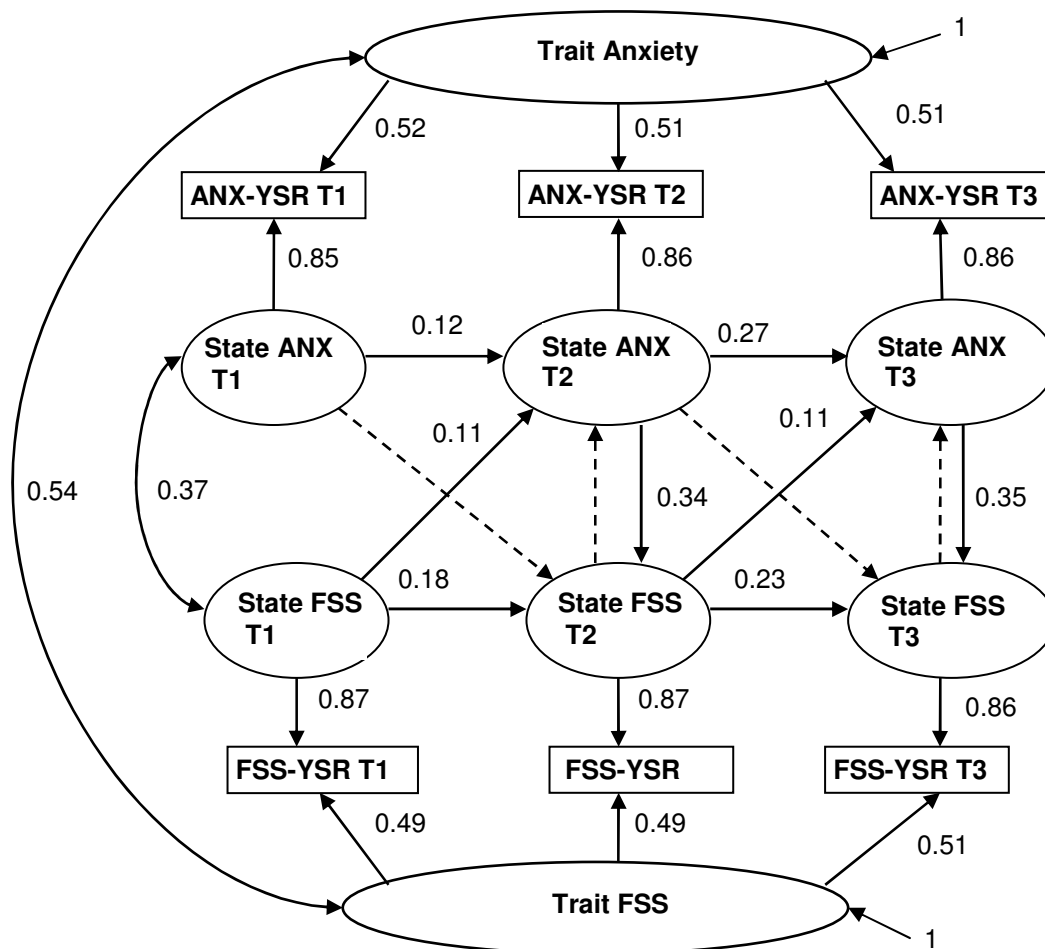 1
Trait Anxiety
0.52
0.51
0.51
ANX-YSR T1
ANX-YSR T2
ANX-YSR T3
0.85
0.86
0.86
State ANX
T1
0.12
State ANX
T2
0.27
State ANX
T3
0.11
0.11
0.54
0.37
0.34
0.35
State FSS
T1
0.18
State FSS
T2
0.23
State FSS
T3
0.87
0.87
0.86
FSS-YSR T1
FSS-YSR
FSS-YSR T3
0.49
0.49
0.51
Trait FSS
1